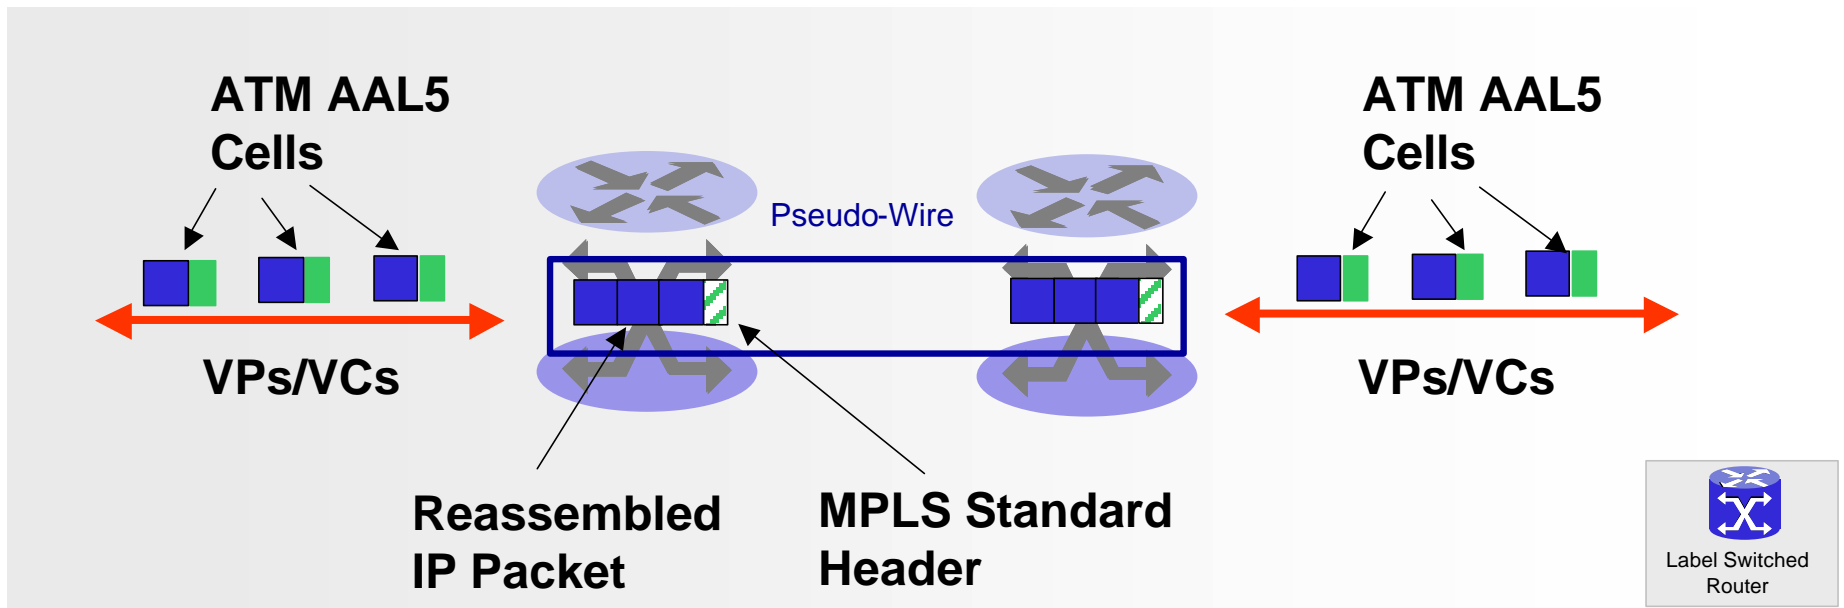 ATM AAL5
Cells
ATM AAL5
Cells
Pseudo-Wire
VPs/VCs
VPs/VCs
Reassembled
IP Packet
MPLS Standard
Header
Label Switched
Router